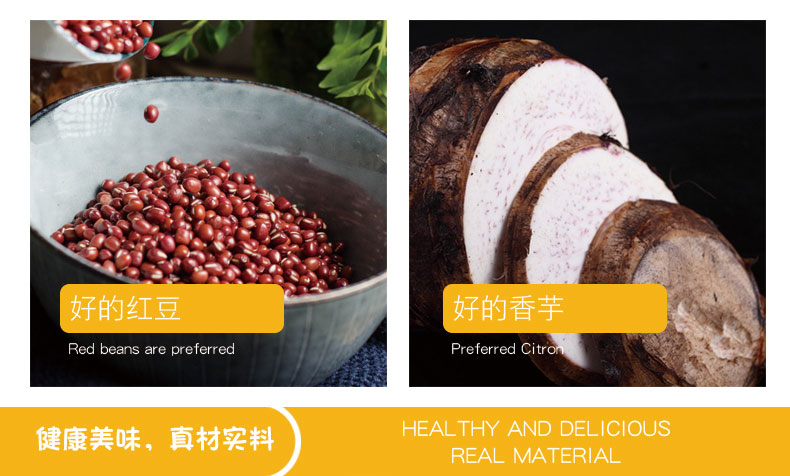 好的红豆
Red beans are preferred
好的香芋
Preferred Citron
健康美味，真材实料
HEALTHY AND DELICIOUS
REAL MATERIAL